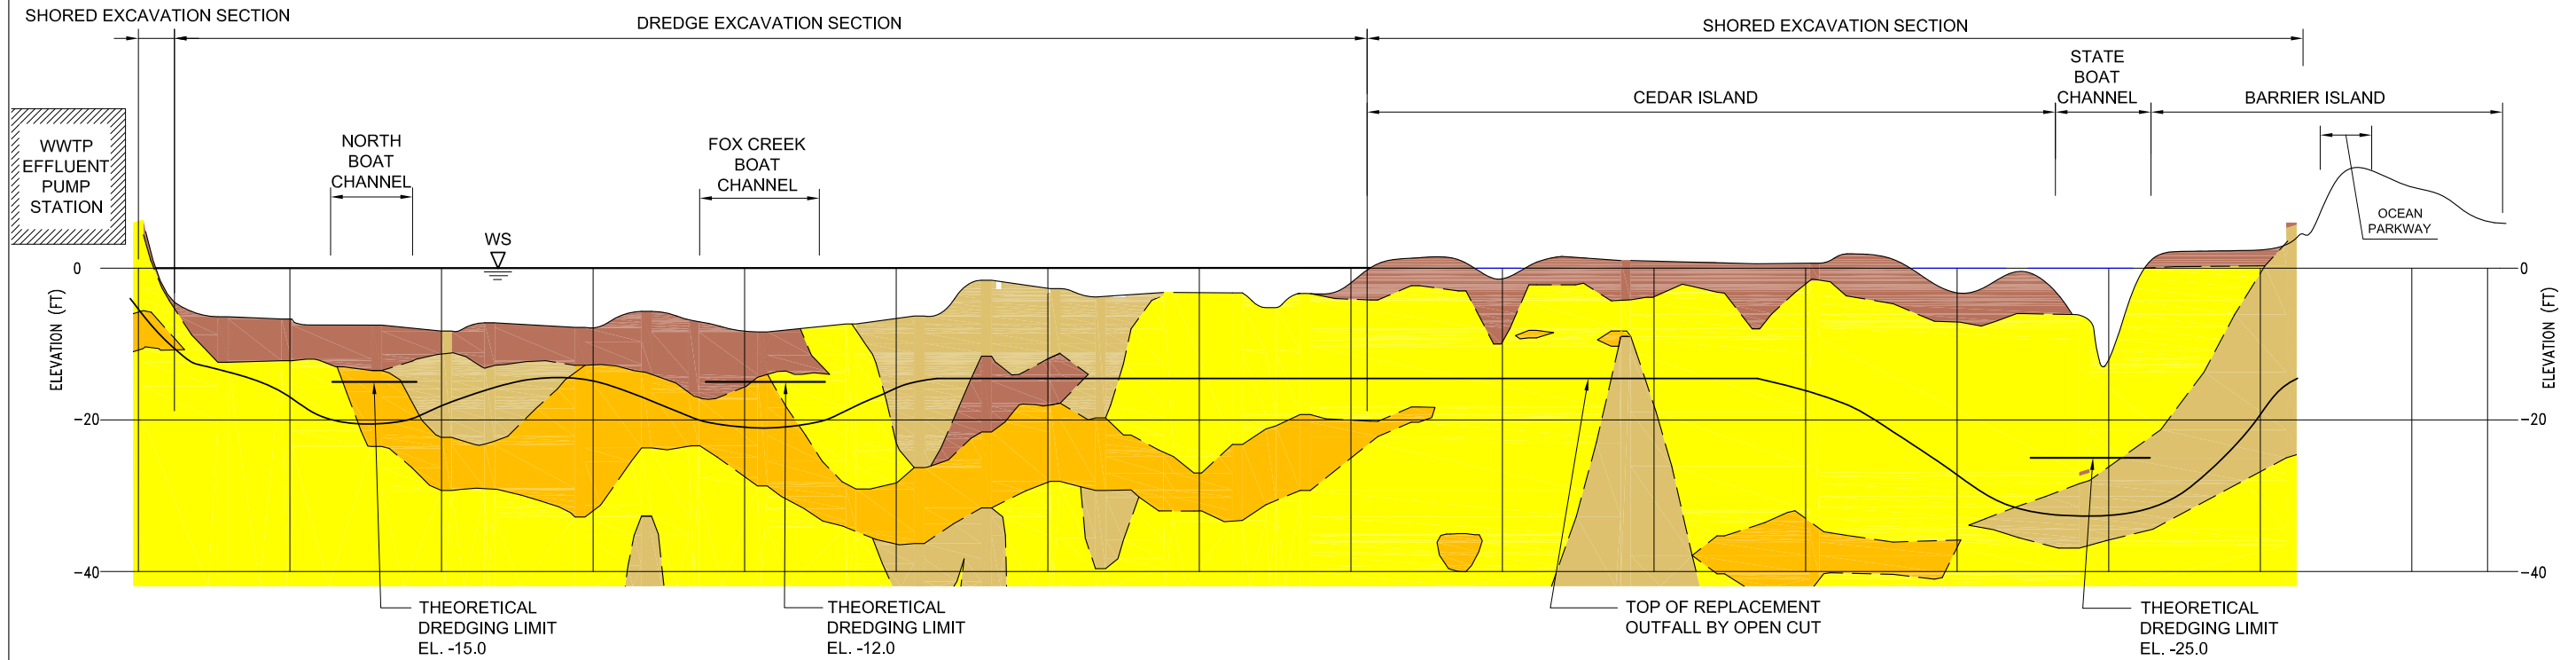 SHORED EXCAVATION SECTION
DREDGE EXCAVATION SECTION
SHORED EXCAVATION SECTION
STATE
BOAT
CHANNEL
CEDAR ISLAND
BARRIER ISLAND
WWTP
EFFLUENT
PUMP
STATION
NORTH
BOAT
CHANNEL
FOX CREEK
BOAT
CHANNEL
WS
OCEAN
PARKWAY
0
0
ELEVATION (FT)
ELEVATION (FT)
-20
-20
-40
-40
THEORETICAL
DREDGING LIMIT
EL. -15.0
THEORETICAL
DREDGING LIMIT
EL. -12.0
TOP OF REPLACEMENT
OUTFALL BY OPEN CUT
THEORETICAL
DREDGING LIMIT
EL. -25.0